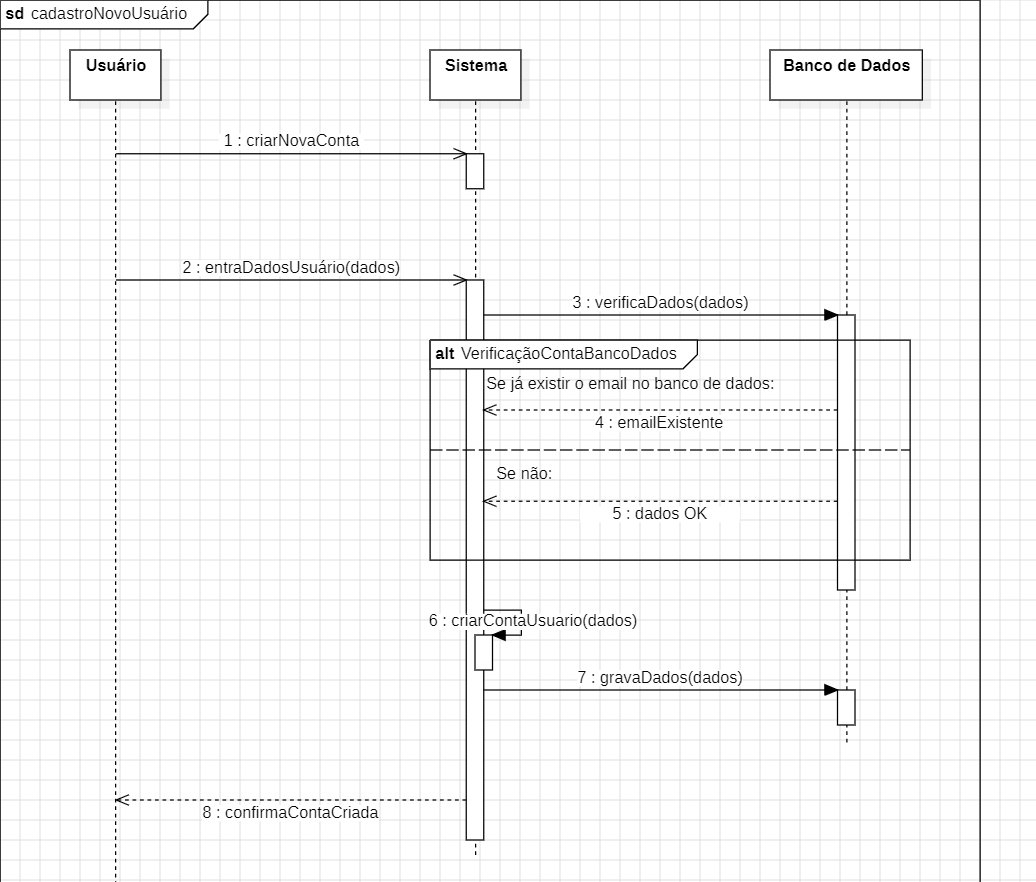 sd cadastroNovoUsuário
Usuário
Sistema
Banco de Dados
1 : criarNovaConta
2 : entraDadosUsuário(dados)
3 : verificaDados(dados)
alt VerificaçãoContaBancoDados
Se já existir o email no banco de dados:
4 : emailExistente
Se não:
5 : dados OK
6 : criarContaUsuario(dados)
7 : gravaDados(dados)
8 : confirmaContaCriada